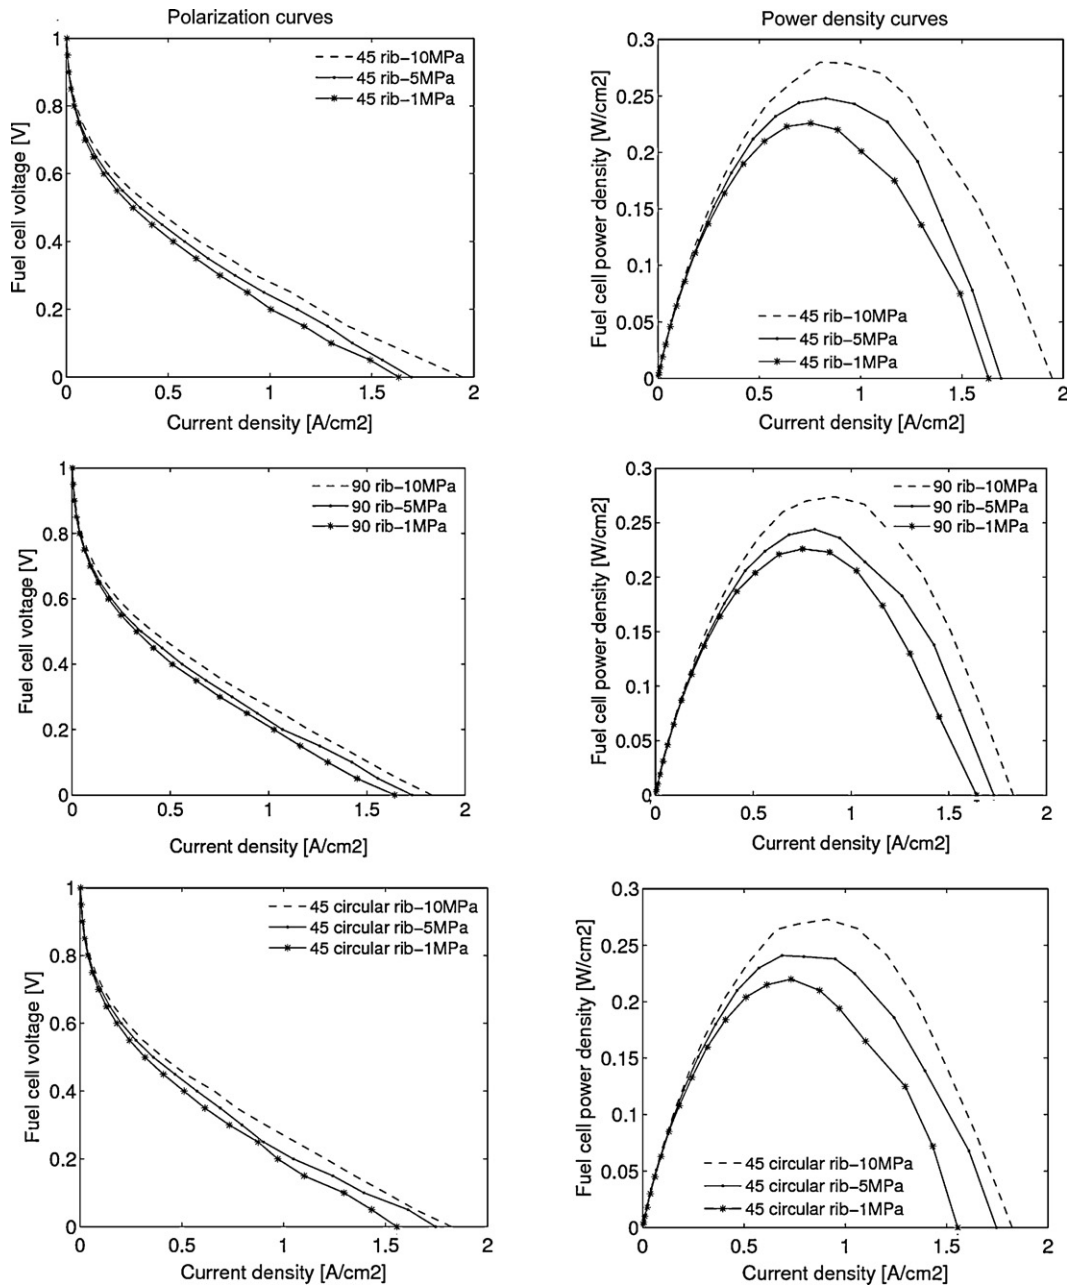 Polarization curves
Fuel cell voltage [V]
1
0.8
0.6
0.4
0.2
0
0 0.5 1 1.5 2
Current density [A/cm2]
45 rib-10MPa
45 rib-5MPa
45 rib-1MPa
Power density curves
Fuel cell power density [W/cm2]
0.3
0.25
0.2
0.15
0.1
0.05
0
0 0.5 1 1.5 2
Current density [A/cm2]
45 rib-10MPa
45 rib-5MPa
45 rib-1MPa
Fuel cell voltage [V]
1
0.8
0.6
0.4
0.2
0
0 0.5 1 1.5 2
Current density [A/cm2]
90 rib-10MPa
90 rib-5MPa
90 rib-1MPa
Fuel cell power density [W/cm2]
0.3
0.25
0.2
0.15
0.1
0.05
0
0 0.5 1 1.5 2
Current density [A/cm2]
90 rib-10MPa
90 rib-5MPa
90 rib-1MPa
Fuel cell voltage [V]
1
0.8
0.6
0.4
0.2
0
0 0.5 1 1.5 2
Current density [A/cm2]
45 circular rib-10MPa
45 circular rib-5MPa
45 circular rib-1MPa
Fuel cell power density [W/cm2]
0.3
0.25
0.2
0.15
0.1
0.05
0
0 0.5 1 1.5 2
Current density [A/cm2]
45 circular rib-10MPa
45 circular rib-5MPa
45 circular rib-1MPa